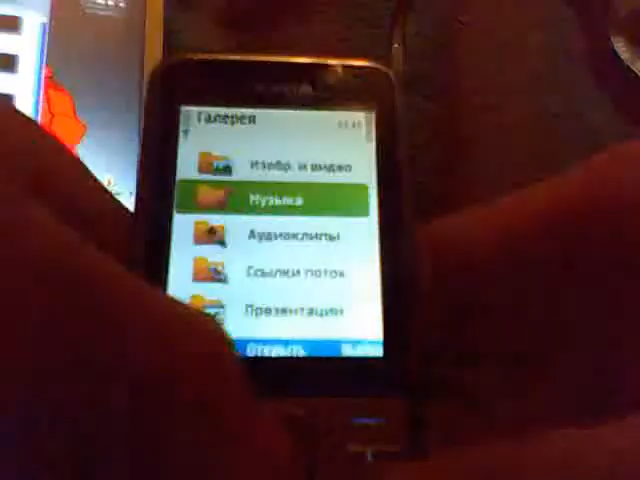 Галерея
Изобр. и видео
Музыка
Аудиоклипы
Ссылки поток
Презентации
Открыть